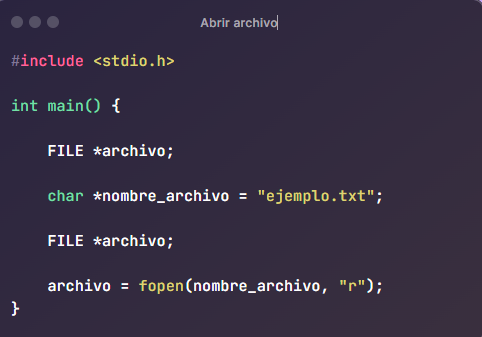 Abrir archivo
#include <stdio.h>
int main() {
    FILE *archivo;
    char *nombre_archivo = "ejemplo.txt";
    FILE *archivo;
    archivo = fopen(nombre_archivo, "r");
}